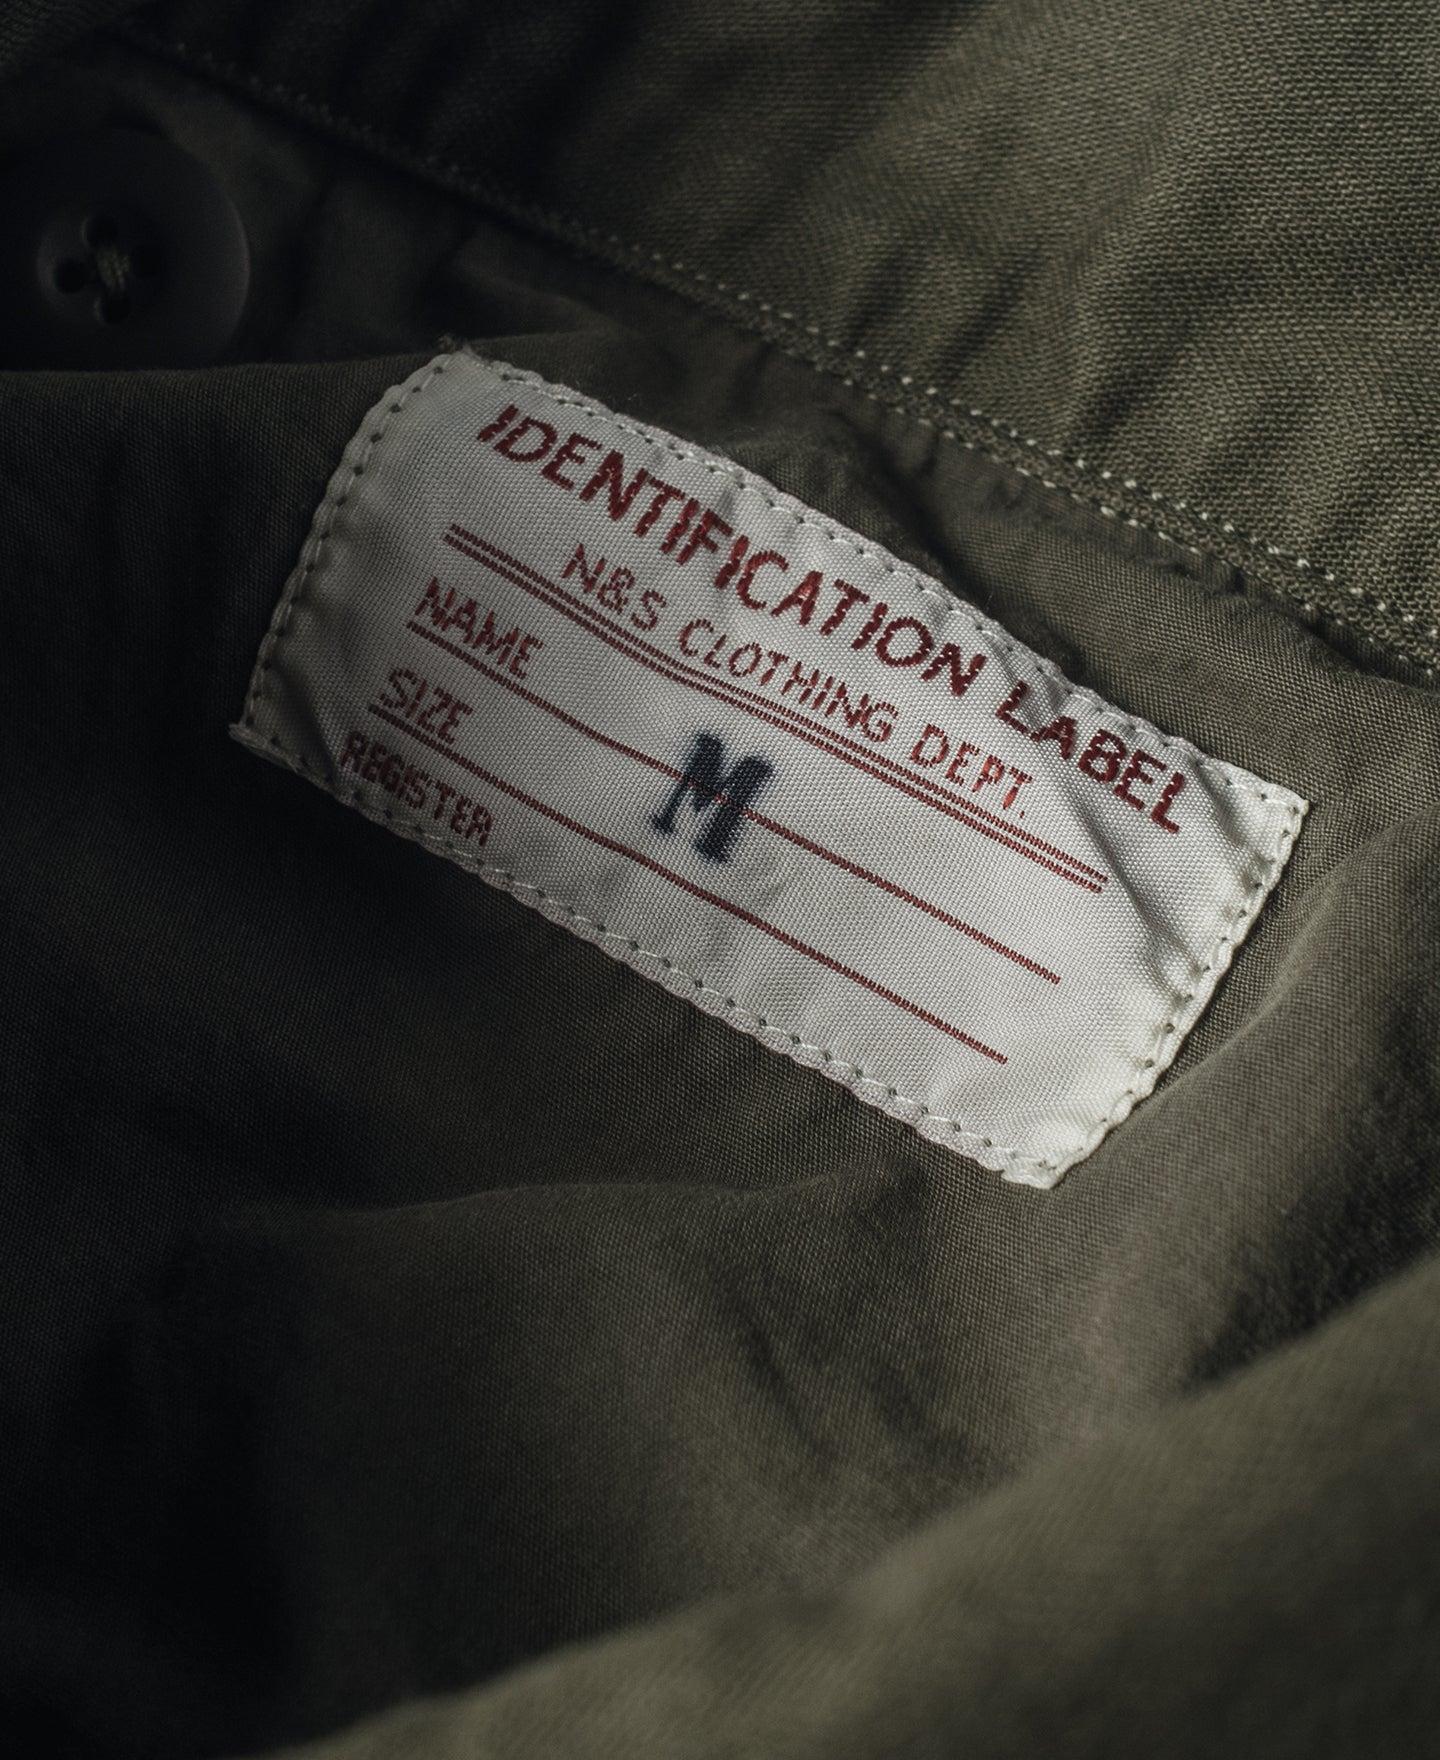 IDENTIFICATION LABEL
N&S CLOTHING DEPT.
NAME
SIZE M
REGISTER